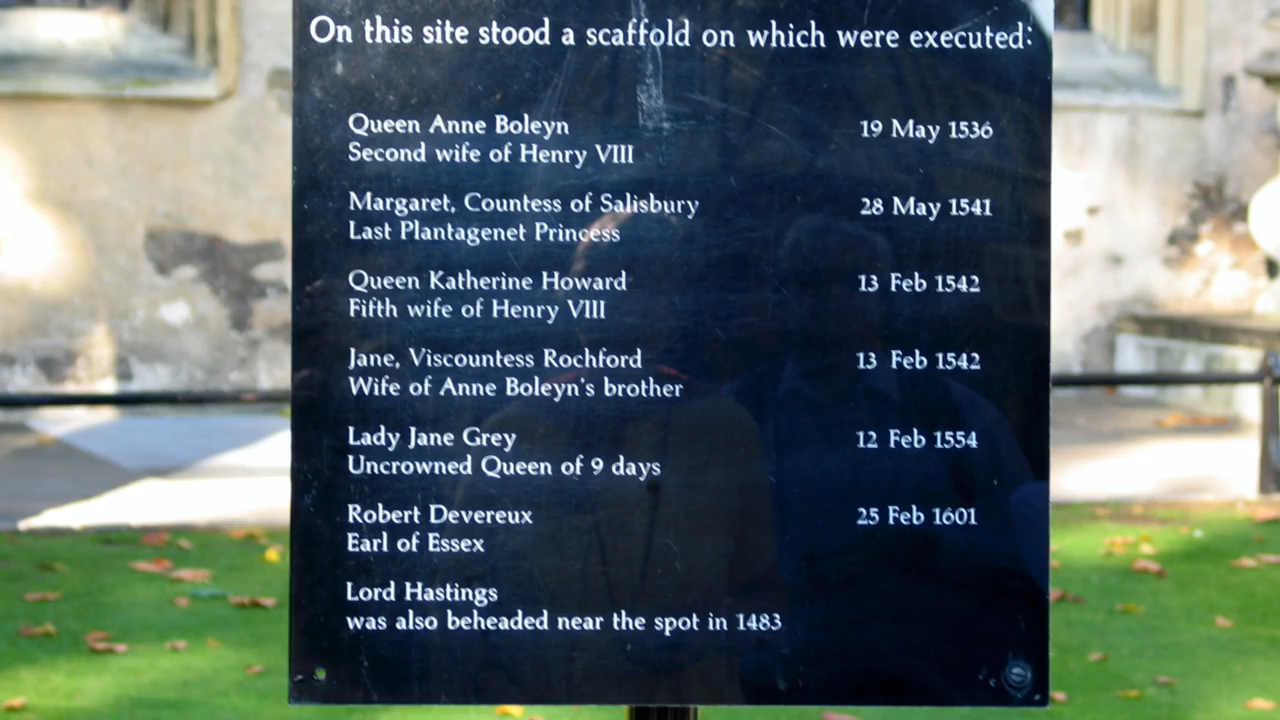 On this site stood a scaffold on which were executed:
Queen Anne Boleyn 19 May 1536
Second wife of Henry VIII
Margaret, Countess of Salisbury 28 May 1541
Last Plantagenet Princess
Queen Katherine Howard 13 Feb 1542
Fifth wife of Henry VIII
Jane, Viscountess Rochford 13 Feb 1542
Wife of Anne Boleyn's brother
Lady Jane Grey 12 Feb 1554
Uncrowned Queen of 9 days
Robert Devereux 25 Feb 1601
Earl of Essex
Lord Hastings
was also beheaded near the spot in 1483